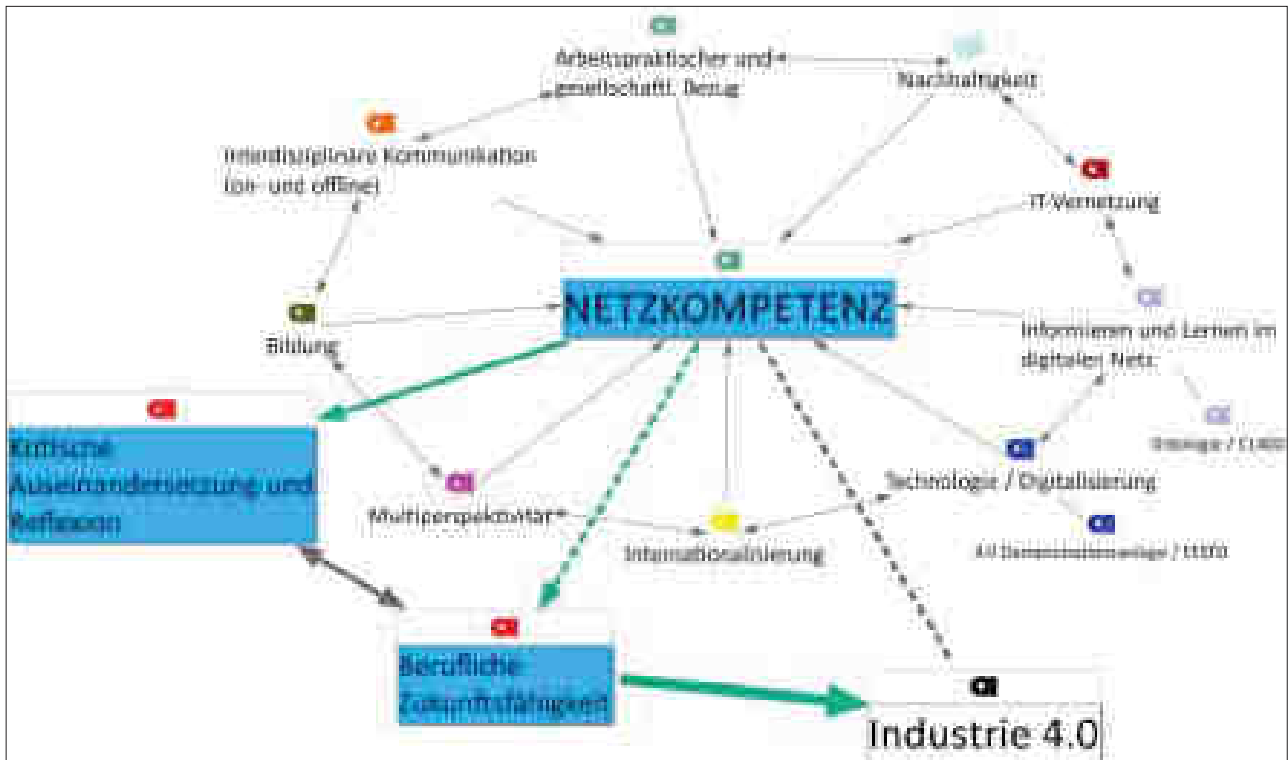 Arbeitspraktischer und
gesellschaftl. Bezug
Nachhaltigkeit
Interdisziplinäre Kommunikation
(on- und offline)
IT-Vernetzung
NETZKOMPETENZ
Bildung
Informieren und Lernen im
digitalen Netz
Kritische
Auseinandersetzung und
Reflexion
Technologie / Digitalisierung
Multiperspektivität
Internationalisierung
Berufliche
Zukunftsfähigkeit
Industrie 4.0